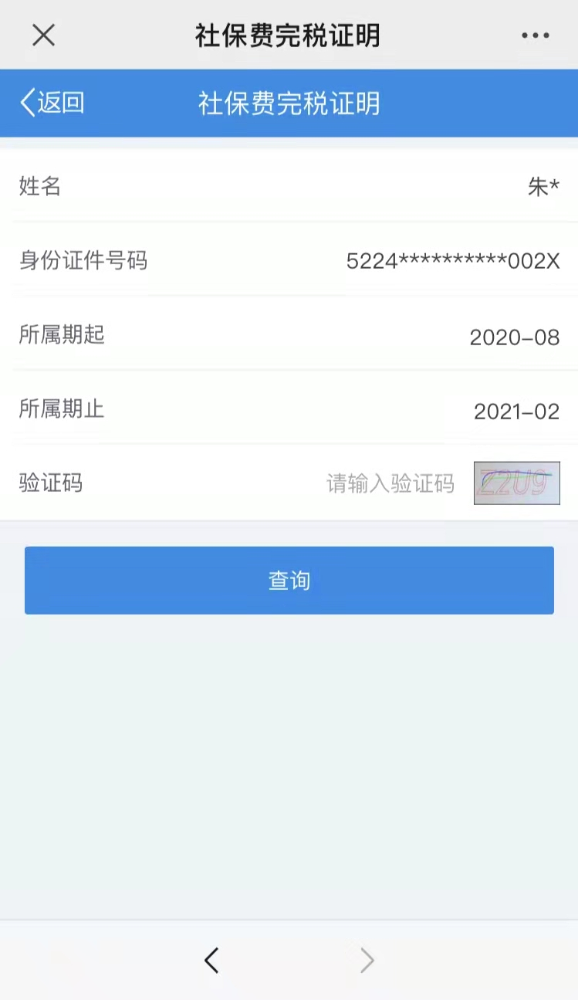 社保费完税证明
返回 社保费完税证明
姓名 朱*
身份证件号码 5224**********002X
所属期起 2020-08
所属期止 2021-02
验证码 请输入验证码 Z2U9
查询